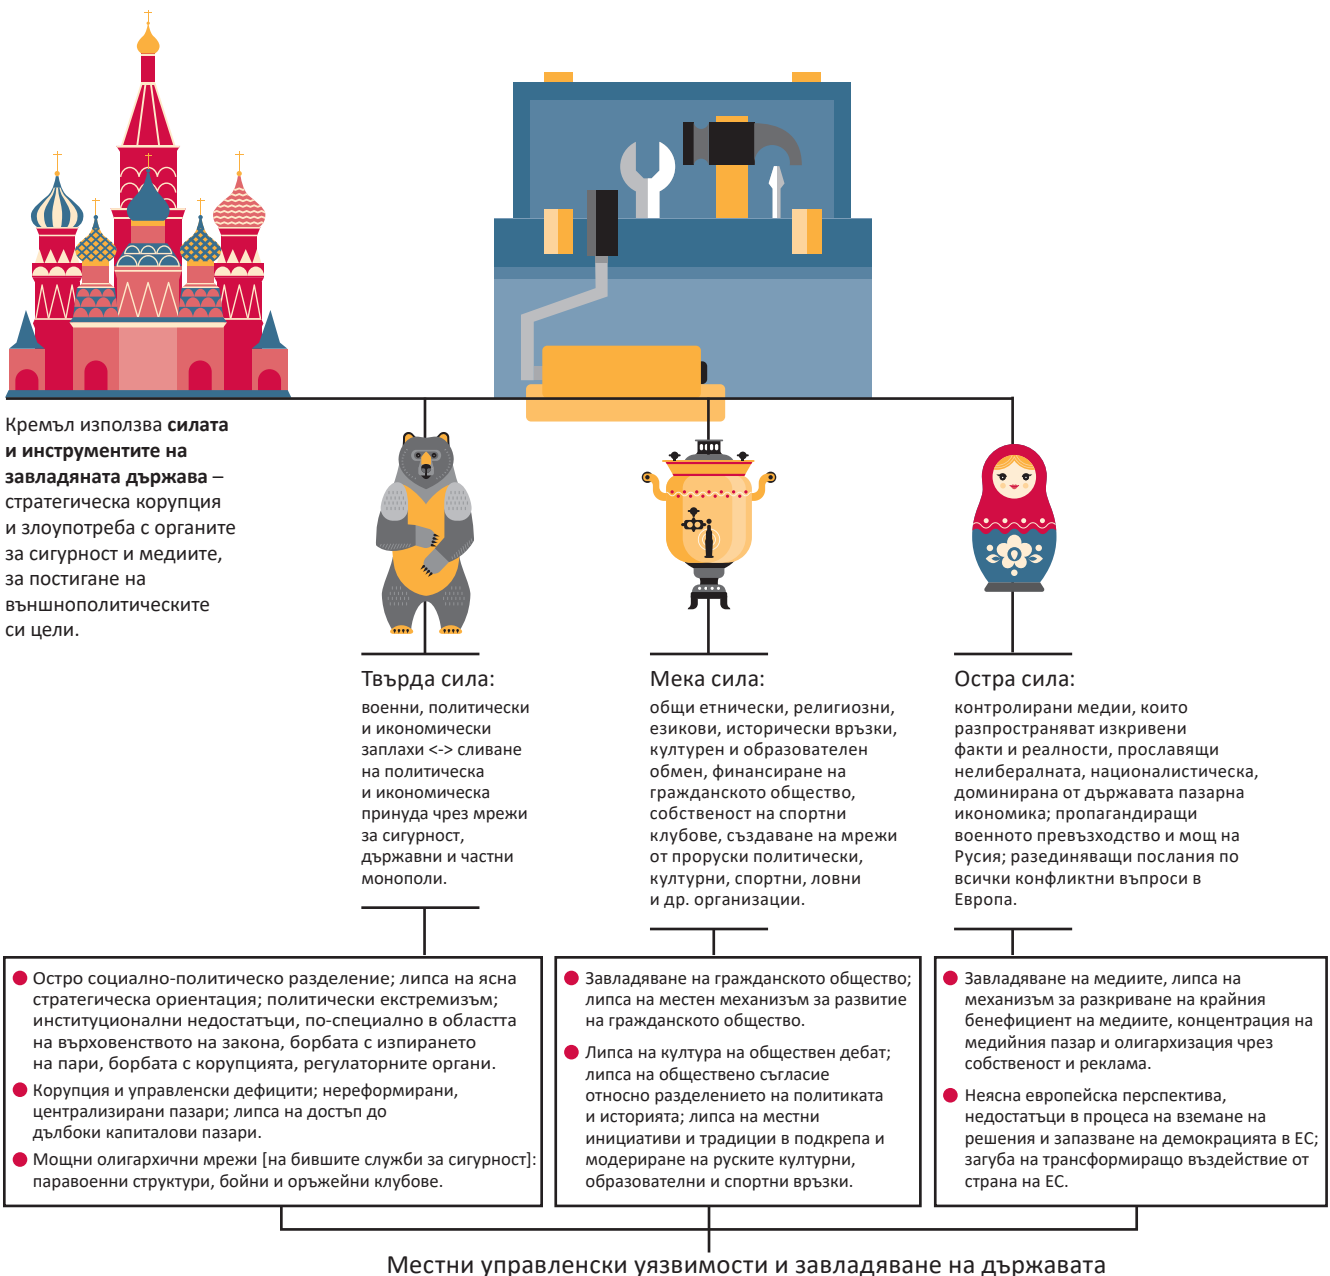 Кремъл използва силата
и инструментите на
завладяната държава –
стратегическа корупция
и злоупотреба с органите
за сигурност и медиите,
за постигане на
външнополитическите
си цели.
Твърда сила:
военни, политически
и икономически
заплахи <-> сливане
на политическа
и икономическа
принуда чрез мрежи
за сигурност,
държавни и частни
монополи.
Мека сила:
общи етнически, религиозни,
езикови, исторически връзки,
културен и образователен
обмен, финансиране на
гражданското общество,
собственост на спортни
клубове, създаване на мрежи
от проруски политически,
културни, спортни, ловни
и др. организации.
Остра сила:
контролирани медии, които
разпространяват изкривени
факти и реалности, прославящи
нелибералната, националистическа,
доминирана от държавата пазарна
икономика; пропагандиращи
военното превъзходство и мощ на
Русия; разединяващи послания по
всички конфликтни въпроси в
Европа.
Остро социално-политическо разделение; липса на ясна
стратегическа ориентация; политически екстремизъм;
институционални недостатъци, по-специално в областта
на върховенството на закона, борбата с изпирането
на пари, борбата с корупцията, регулаторните органи.
Корупция и управленски дефицити; нереформирани,
централизирани пазари; липса на достъп до
дълбоки капиталови пазари.
Мощни олигархични мрежи [на бившите служби за сигурност]:
паравоенни структури, бойни и оръжейни клубове.
Завладяване на гражданското общество;
липса на местен механизъм за развитие
на гражданското общество.
Липса на култура на обществен дебат;
липса на обществено съгласие
относно разделението на политиката
и историята; липса на местни
инициативи и традиции в подкрепа и
модериране на руските културни,
образователни и спортни връзки.
Завладяване на медиите, липса на
механизъм за разкриване на крайния
бенефициент на медиите, концентрация на
медийния пазар и олигархизация чрез
собственост и реклама.
Неясна европейска перспектива,
недостатъци в процеса на вземане на
решения и запазване на демокрацията в ЕС;
загуба на трансформиращо въздействие от
страна на ЕС.
Местни управленски уязвимости и завладяване на държавата